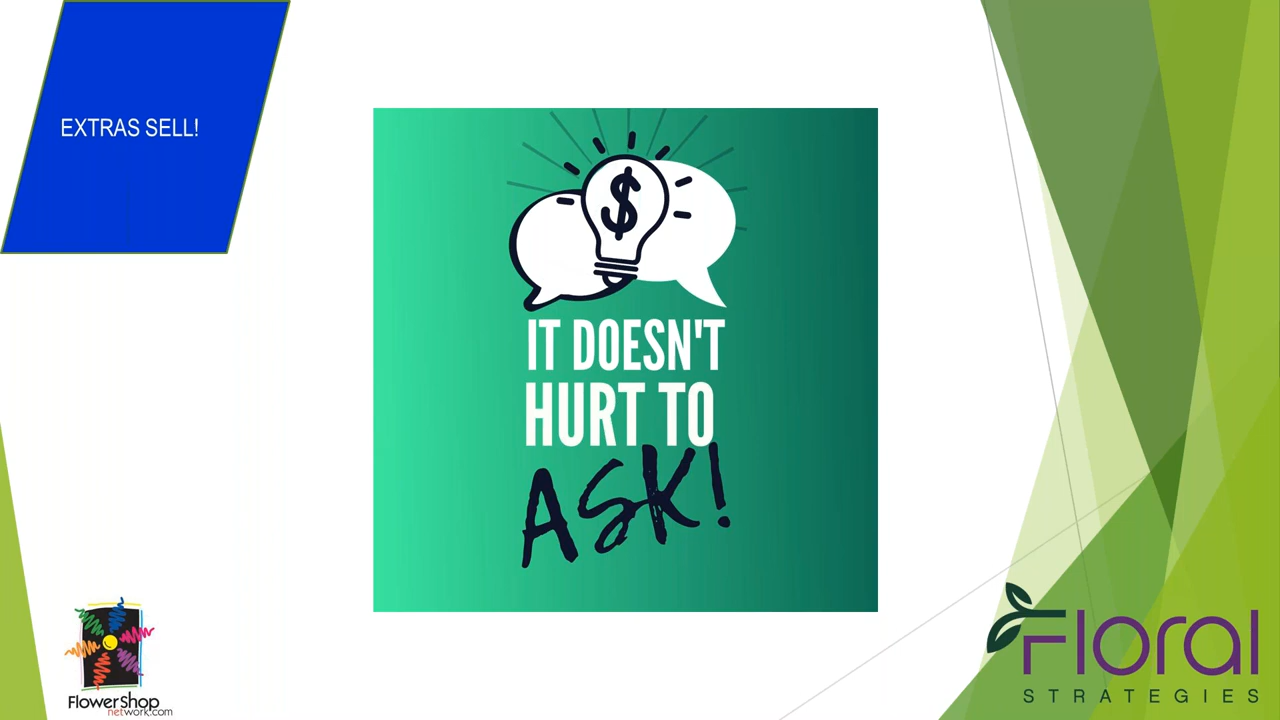 EXTRAS SELL!
$
IT DOESN'T
HURT TO
ASK!
FlowerShop
network.com
Floral
STRATEGIES